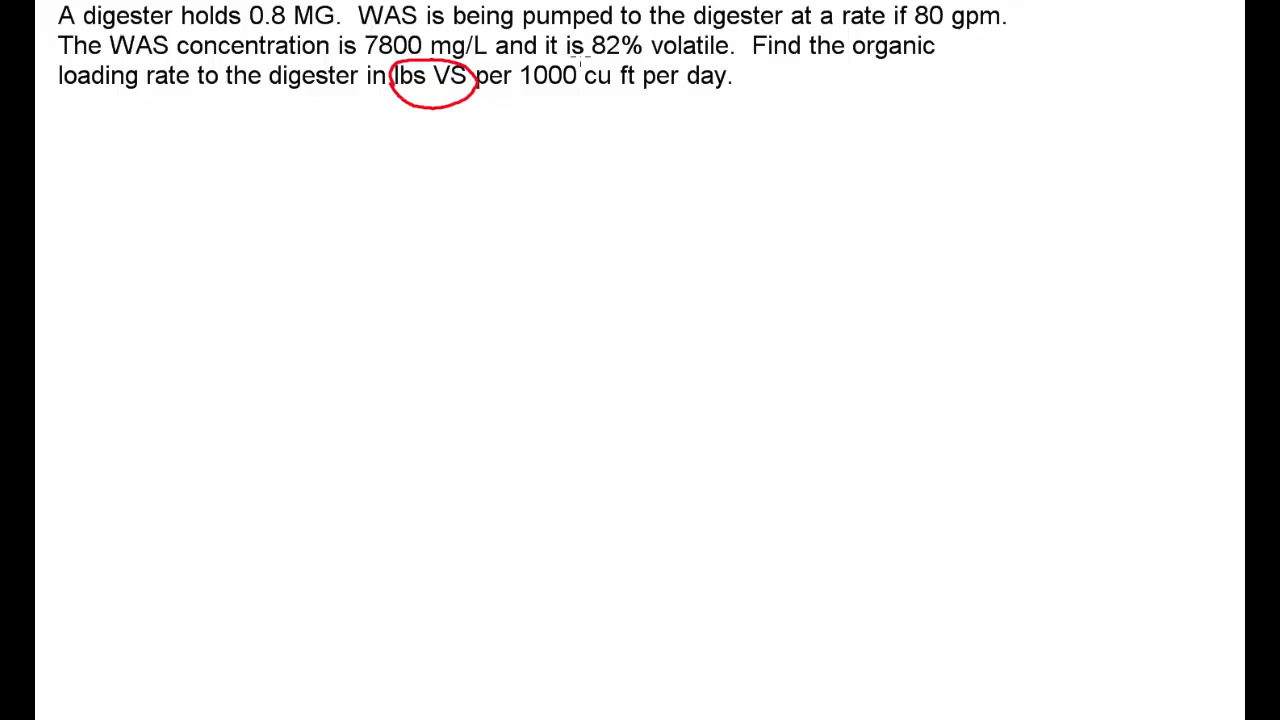 A digester holds 0.8 MG.  WAS is being pumped to the digester at a rate if 80 gpm.
The WAS concentration is 7800 mg/L and it is 82% volatile.  Find the organic
loading rate to the digester in lbs VS per 1000 cu ft per day.